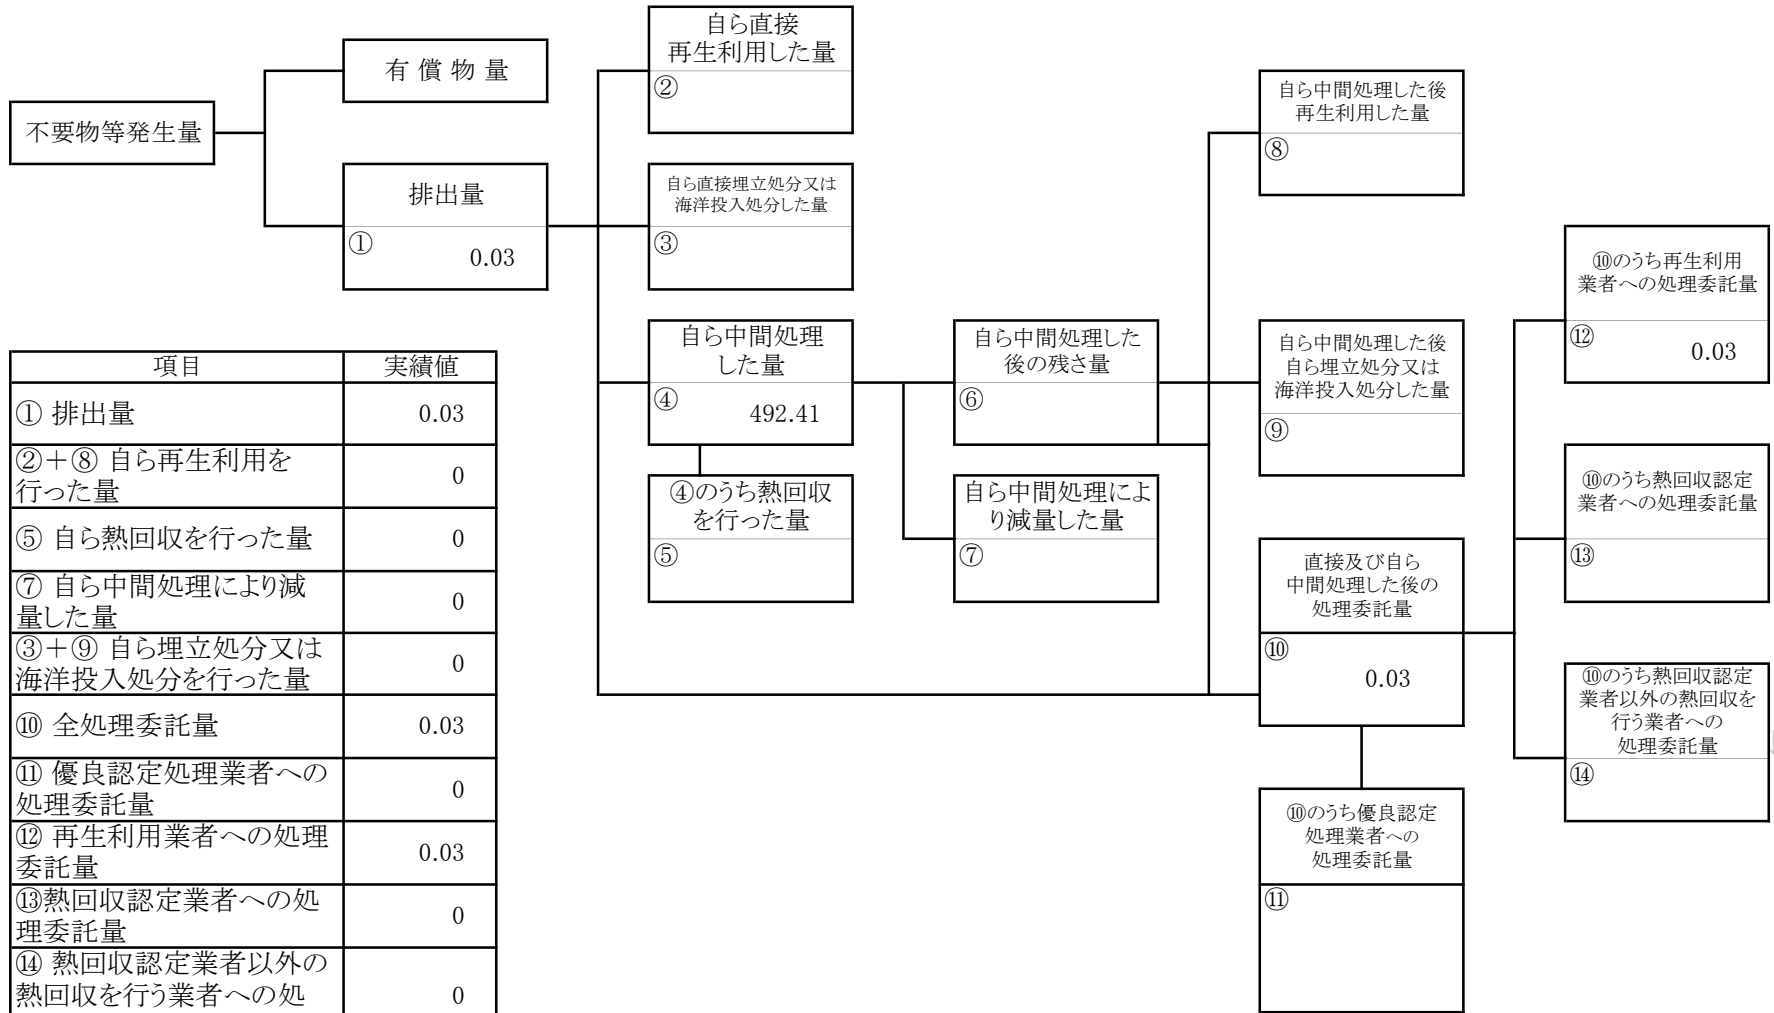 不要物等発生量
有 償 物 量
排出量
①
0.03
自ら直接
再生利用した量
②
自ら直接埋立処分又は
海洋投入処分した量
③
自ら中間処理
した量
④
492.41
④のうち熱回収
を行った量
⑤
自ら中間処理した
後の残さ量
⑥
自ら中間処理によ
り減量した量
⑦
自ら中間処理した後
再生利用した量
⑧
自ら中間処理した後
自ら埋立処分又は
海洋投入処分した量
⑨
直接及び自ら
中間処理した後の
処理委託量
⑩
0.03
⑩のうち優良認定
処理業者への
処理委託量
⑪
⑩のうち再生利用
業者への処理委託量
⑫
0.03
⑩のうち熱回収認定
業者への処理委託量
⑬
⑩のうち熱回収認定
業者以外の熱回収を
行う業者への
処理委託量
⑭
項目 実績値
① 排出量 0.03
②+⑧ 自ら再生利用を
行った量 0
⑤ 自ら熱回収を行った量 0
⑦ 自ら中間処理により減
量した量 0
③+⑨ 自ら埋立処分又は
海洋投入処分を行った量 0
⑩ 全処理委託量 0.03
⑪ 優良認定処理業者への
処理委託量 0
⑫ 再生利用業者への処理
委託量 0.03
⑬熱回収認定業者への処
理委託量 0
⑭ 熱回収認定業者以外の
熱回収を行う業者への処 0